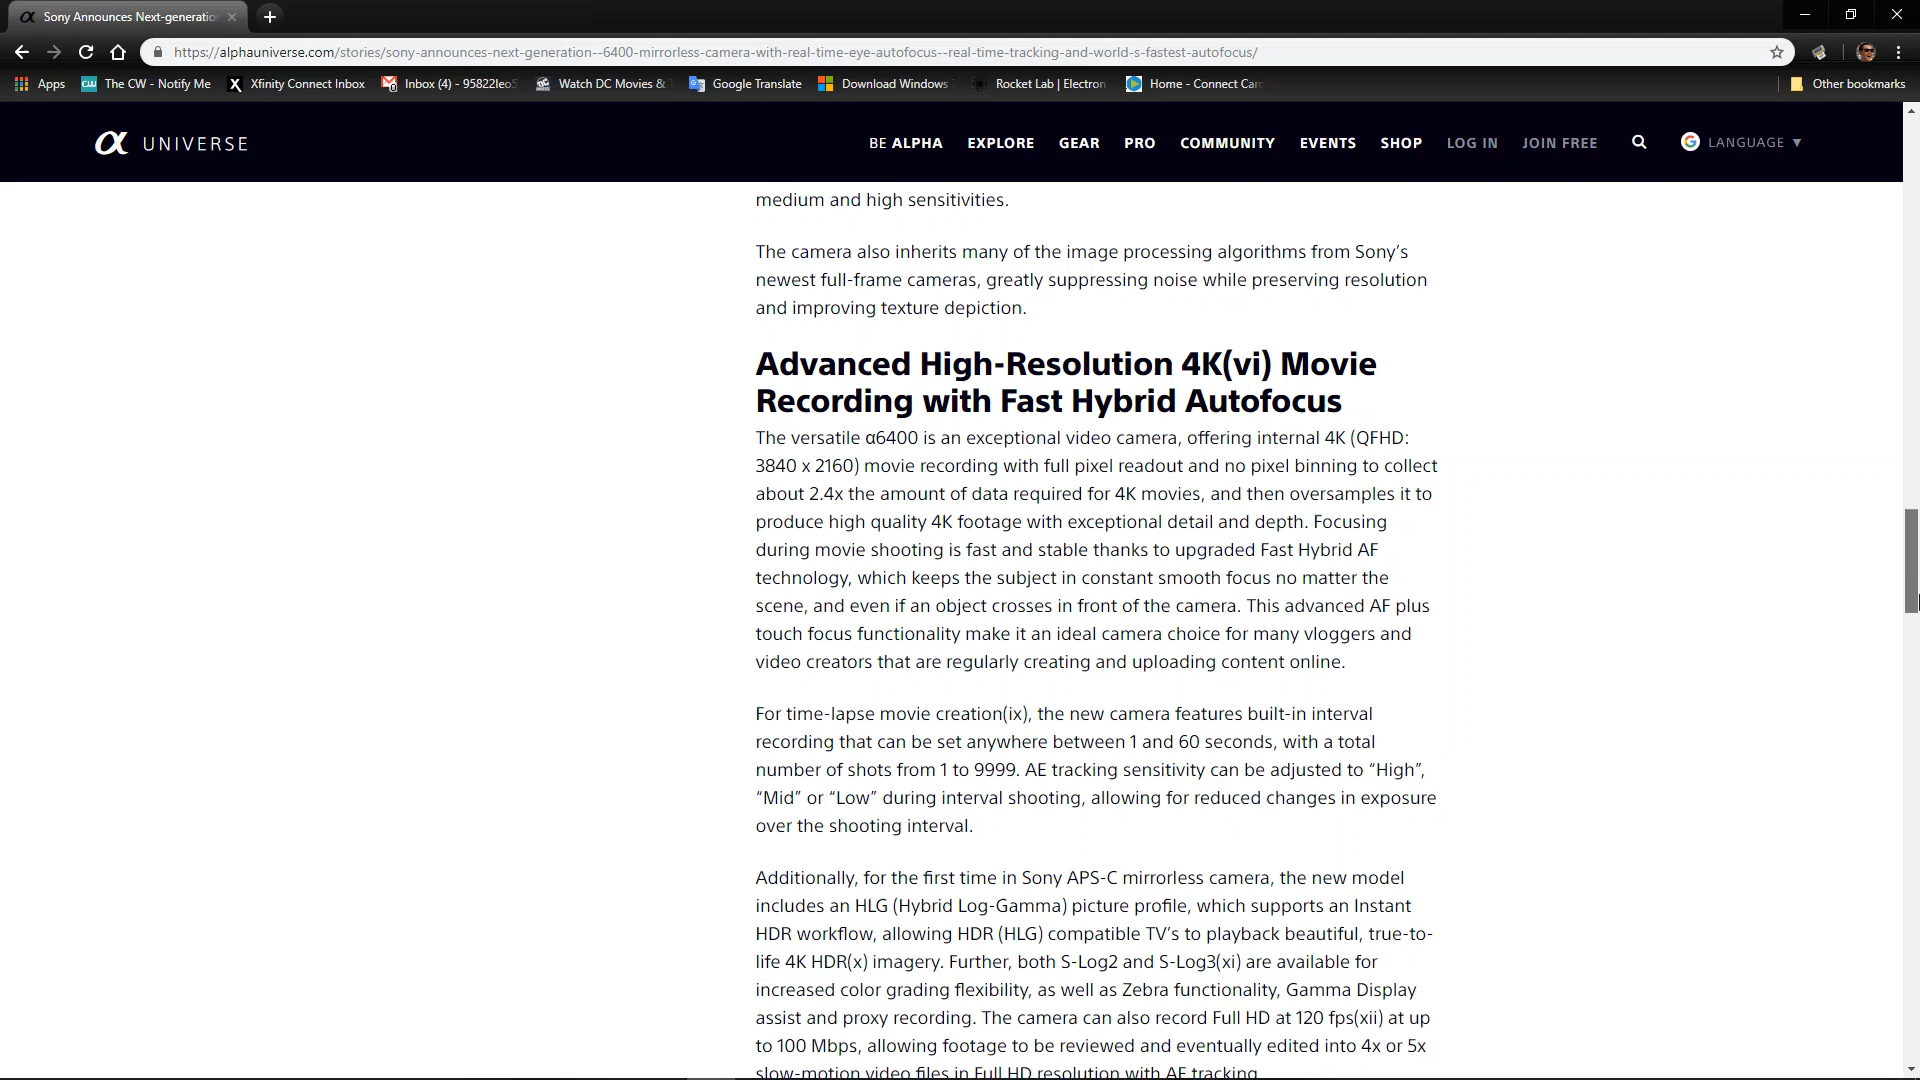 Sony Announces Next-generatio
https://alphauniverse.com/stories/sony-announces-next-generation--6400-mirrorless-camera-with-real-time-eye-autofocus--real-time-tracking-and-world-s-fastest-autofocus/
Apps The CW - Notify Me Xfinity Connect Inbox Inbox (4) - 95822leo Watch DC Movies & Google Translate Download Windows Rocket Lab | Electron Home - Connect Car Other bookmarks
α UNIVERSE BE ALPHA EXPLORE GEAR PRO COMMUNITY EVENTS SHOP LOG IN JOIN FREE G LANGUAGE ▼
medium and high sensitivities.
The camera also inherits many of the image processing algorithms from Sony’s
newest full-frame cameras, greatly suppressing noise while preserving resolution
and improving texture depiction.
Advanced High-Resolution 4K(vi) Movie
Recording with Fast Hybrid Autofocus
The versatile α6400 is an exceptional video camera, offering internal 4K (QFHD:
3840 x 2160) movie recording with full pixel readout and no pixel binning to collect
about 2.4x the amount of data required for 4K movies, and then oversamples it to
produce high quality 4K footage with exceptional detail and depth. Focusing
during movie shooting is fast and stable thanks to upgraded Fast Hybrid AF
technology, which keeps the subject in constant smooth focus no matter the
scene, and even if an object crosses in front of the camera. This advanced AF plus
touch focus functionality make it an ideal camera choice for many vloggers and
video creators that are regularly creating and uploading content online.
For time-lapse movie creation(ix), the new camera features built-in interval
recording that can be set anywhere between 1 and 60 seconds, with a total
number of shots from 1 to 9999. AE tracking sensitivity can be adjusted to “High”,
“Mid” or “Low” during interval shooting, allowing for reduced changes in exposure
over the shooting interval.
Additionally, for the first time in Sony APS-C mirrorless camera, the new model
includes an HLG (Hybrid Log-Gamma) picture profile, which supports an Instant
HDR workflow, allowing HDR (HLG) compatible TV’s to playback beautiful, true-to-
life 4K HDR(x) imagery. Further, both S-Log2 and S-Log3(xi) are available for
increased color grading flexibility, as well as Zebra functionality, Gamma Display
assist and proxy recording. The camera can also record Full HD at 120 fps(xii) at up
to 100 Mbps, allowing footage to be reviewed and eventually edited into 4x or 5x
slow-motion video files in Full HD resolution with AF tracking.